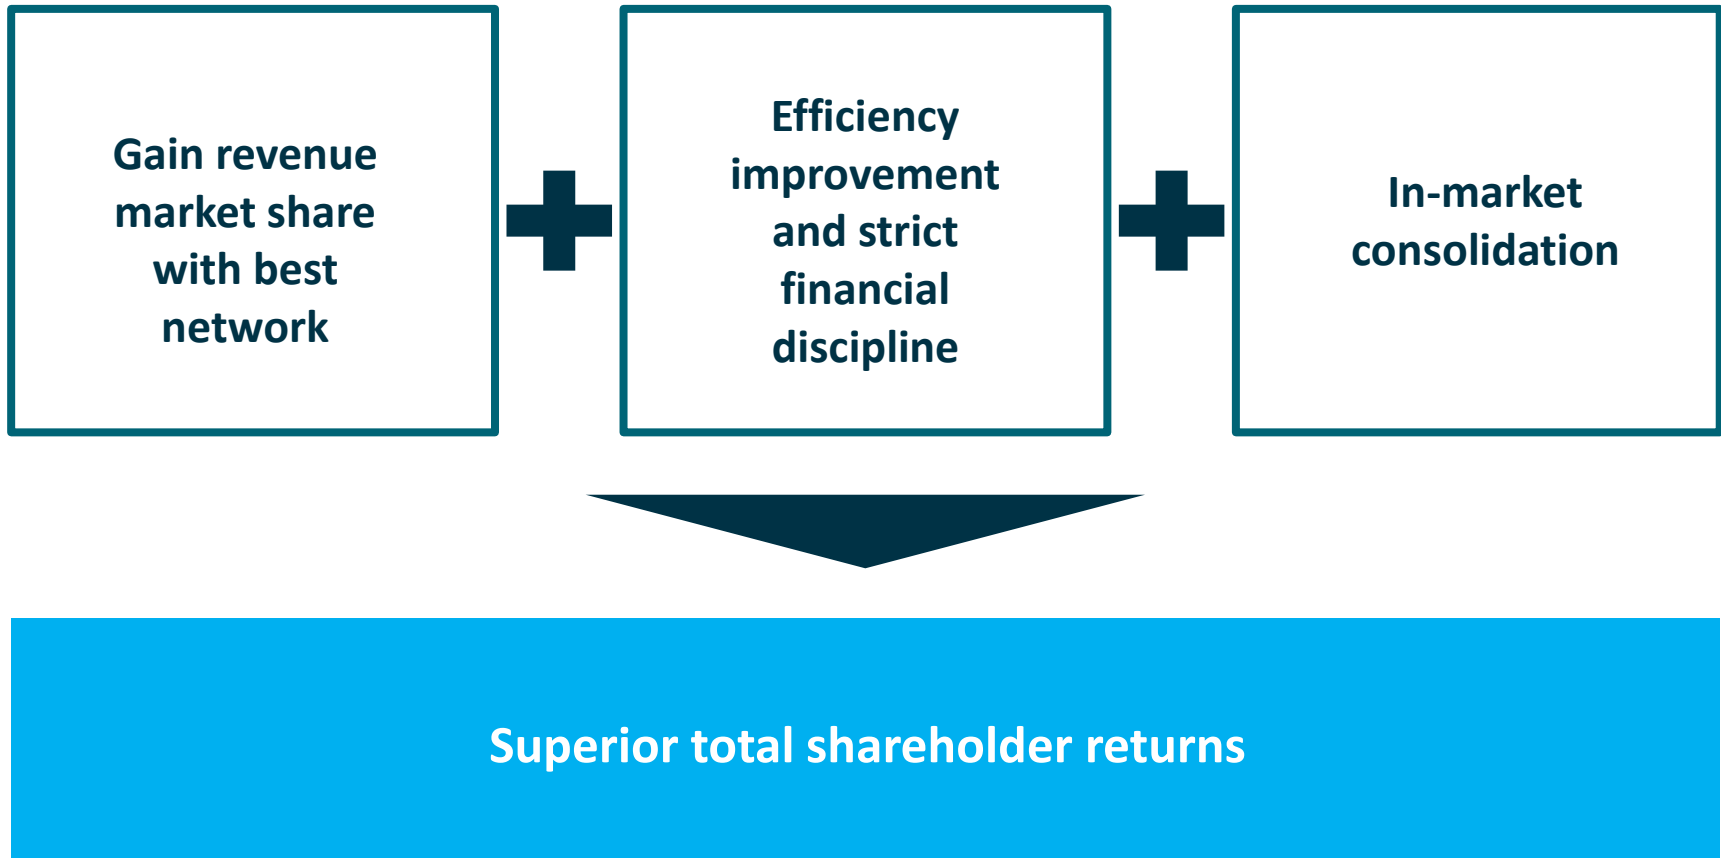 Gain revenue
market share
with best
network
Efficiency
improvement
and strict
financial
discipline
In-market
consolidation
Superior total shareholder returns